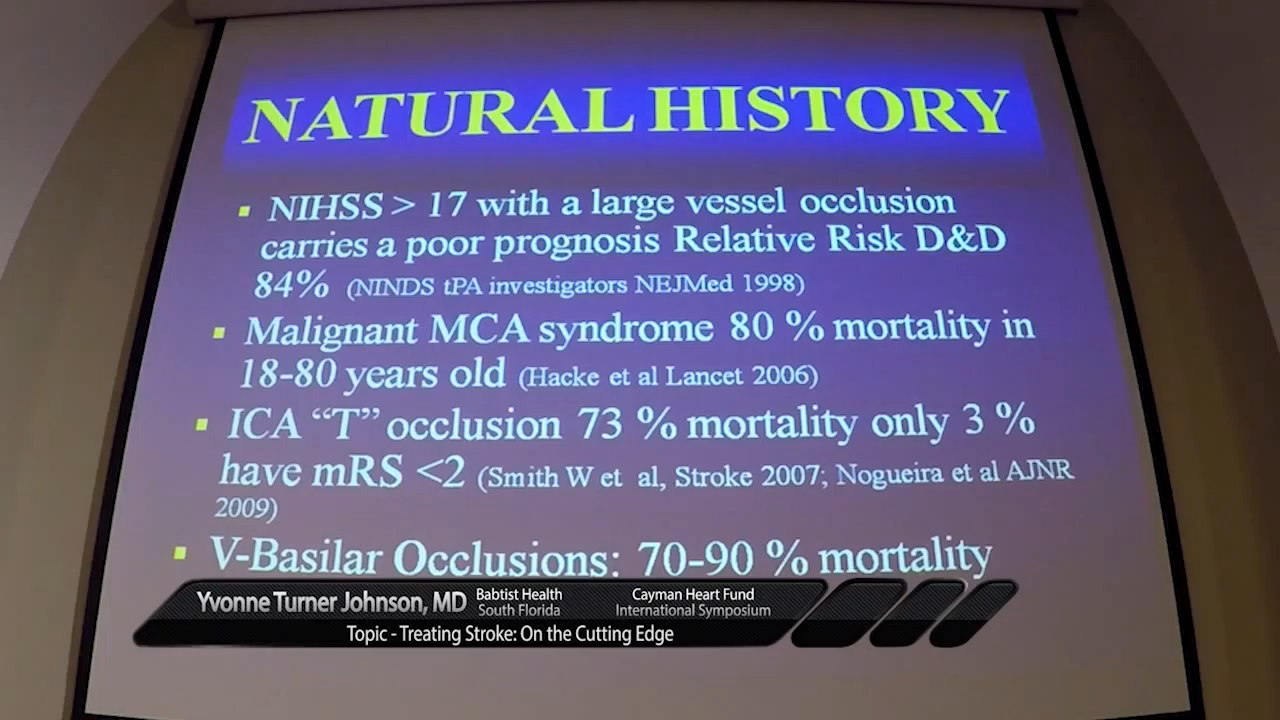 NATURAL HISTORY
▪ NIHSS > 17 with a large vessel occlusion
carries a poor prognosis Relative Risk D&D
84% (NINDS tPA investigators NEJMed 1998)
▪ Malignant MCA syndrome 80 % mortality in
18-80 years old (Hacke et al Lancet 2006)
▪ ICA “T” occlusion 73 % mortality only 3 %
have mRS <2 (Smith W et al, Stroke 2007; Nogueira et al AJNR
2009)
▪ V-Basilar Occlusions: 70-90 % mortality
Yvonne Turner Johnson, MD
Babtist Health
South Florida
Cayman Heart Fund
International Symposium
Topic - Treating Stroke: On the Cutting Edge